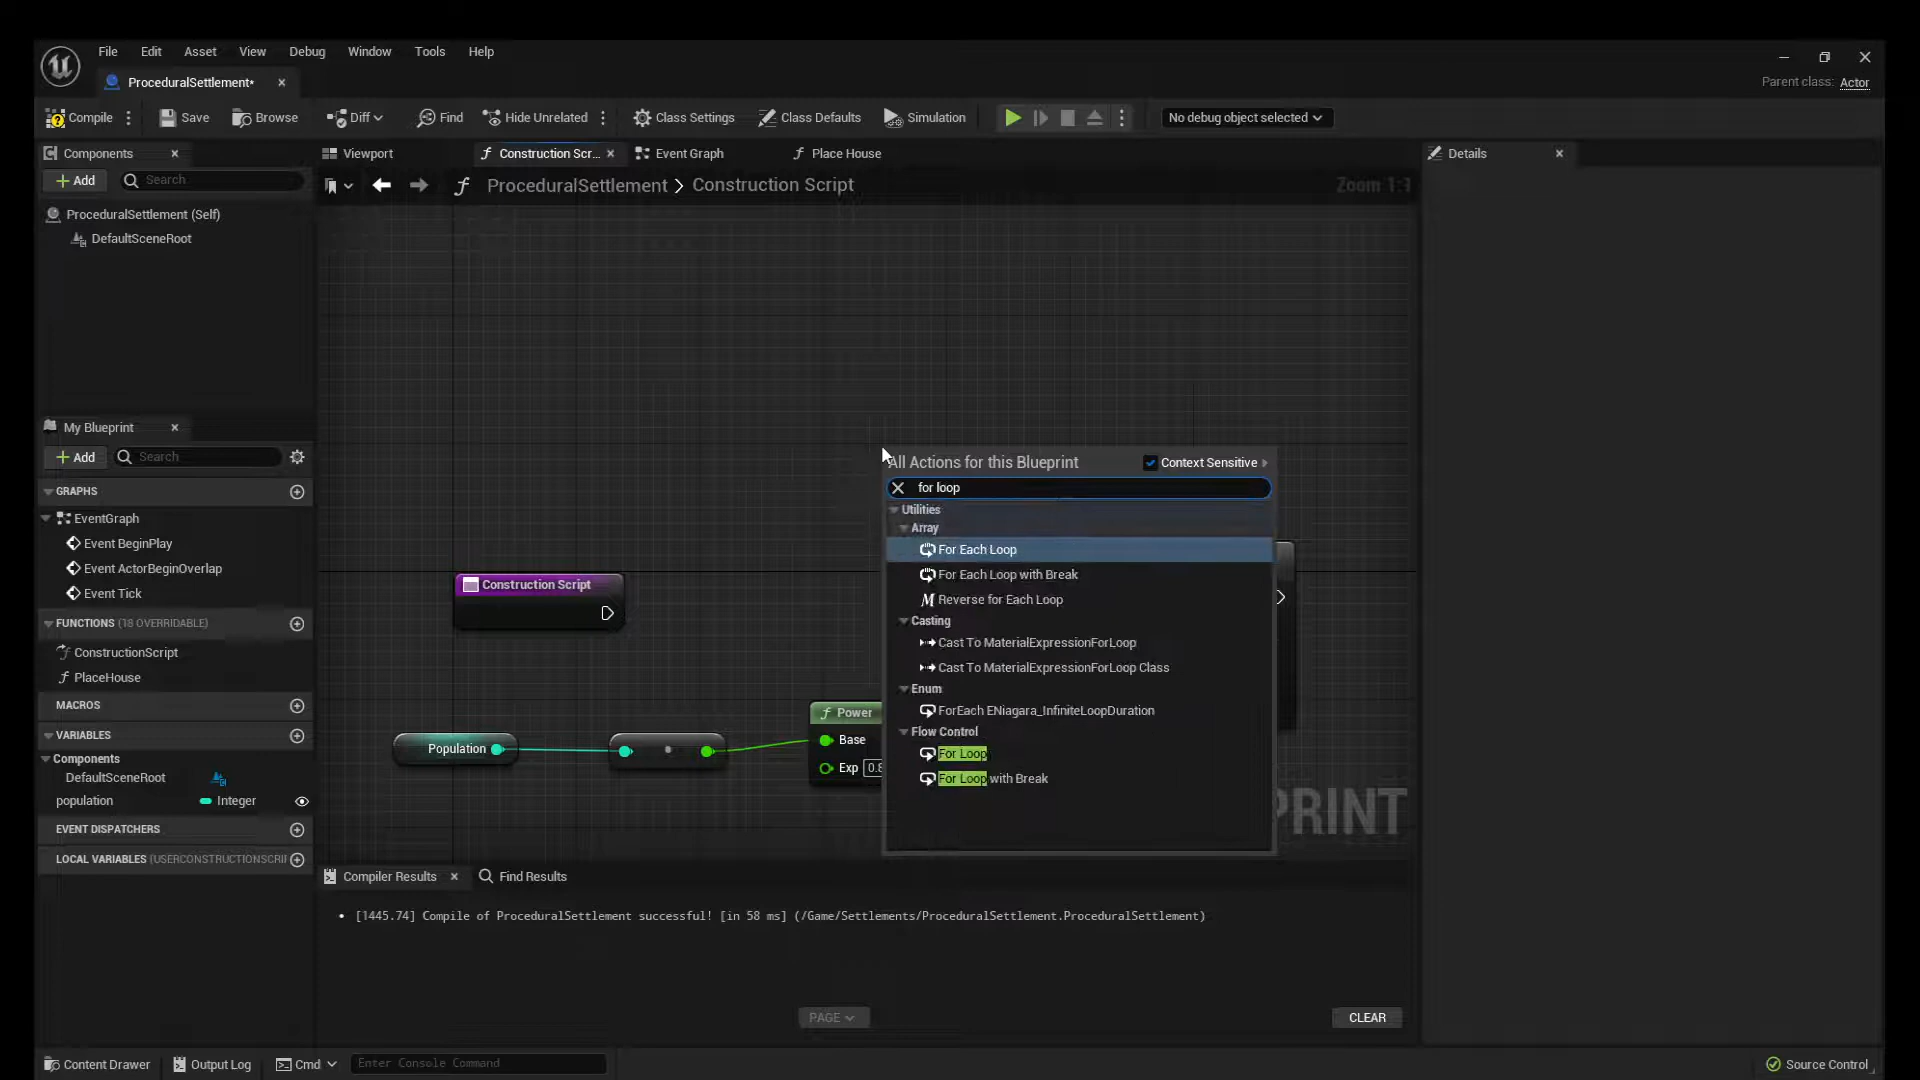 File Edit Asset View Debug Window Tools Help
ProceduralSettlement*
Parent class: Actor
Compile Save Browse Diff Find Hide Unrelated Class Settings Class Defaults Simulation No debug object selected
Components
Viewport Construction Scr... Event Graph Place House
Details
Add Search
ProceduralSettlement > Construction Script
Zoom 1:1
ProceduralSettlement (Self)
DefaultSceneRoot
My Blueprint
Add Search
GRAPHS
EventGraph
Event BeginPlay
Event ActorBeginOverlap
Event Tick
FUNCTIONS (18 OVERRIDABLE)
ConstructionScript
PlaceHouse
MACROS
VARIABLES
Components
DefaultSceneRoot
population Integer
EVENT DISPATCHERS
LOCAL VARIABLES (USERCONSTRUCTIONSCRI
Construction Script
Population
Power
Base
Exp 0.8
All Actions for this Blueprint Context Sensitive
for loop
Utilities
Array
For Each Loop
For Each Loop with Break
Reverse for Each Loop
Casting
Cast To MaterialExpressionForLoop
Cast To MaterialExpressionForLoop Class
Enum
ForEach ENiagara_InfiniteLoopDuration
Flow Control
For Loop
For Loop with Break
PRINT
Compiler Results Find Results
• [1445.74] Compile of ProceduralSettlement successful! [in 58 ms] (/Game/Settlements/ProceduralSettlement.ProceduralSettlement)
PAGE
CLEAR
Content Drawer Output Log Cmd Enter Console Command Source Control